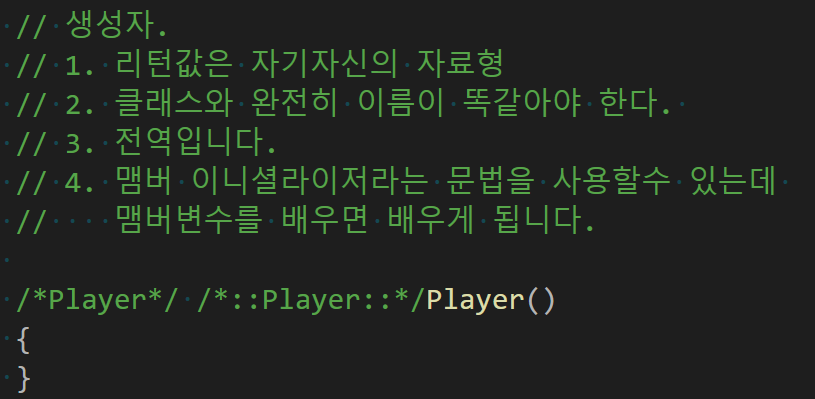 // 생성자.
// 1. 리턴값은 자기자신의 자료형
// 2. 클래스와 완전히 이름이 똑같아야 한다.
// 3. 전역입니다.
// 4. 맴버 이니셜라이저라는 문법을 사용할수 있는데
//    맴버변수를 배우면 배우게 됩니다.
/*Player*/ /*::Player::*/Player()
{
}